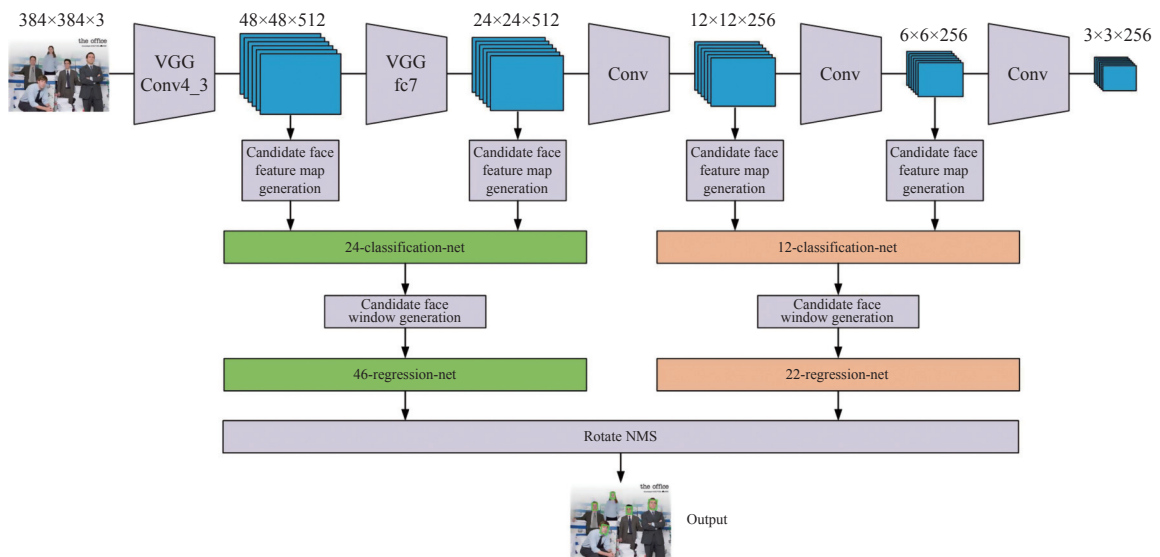 384×384×3
48×48×512
24×24×512
12×12×256
6×6×256
3×3×256
the office
VGG
Conv4_3
VGG
fc7
Conv
Conv
Conv
Candidate face
feature map
generation
Candidate face
feature map
generation
Candidate face
feature map
generation
Candidate face
feature map
generation
24-classification-net
12-classification-net
Candidate face
window generation
Candidate face
window generation
46-regression-net
22-regression-net
Rotate NMS
the office
Output